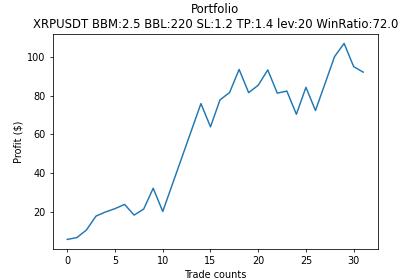 Portfolio
XRPUSDT BBM:2.5 BBL:220 SL:1.2 TP:1.4 lev:20 WinRatio:72.0
100
80
60
40
20
Profit ($)
0 5 10 15 20 25 30
Trade counts